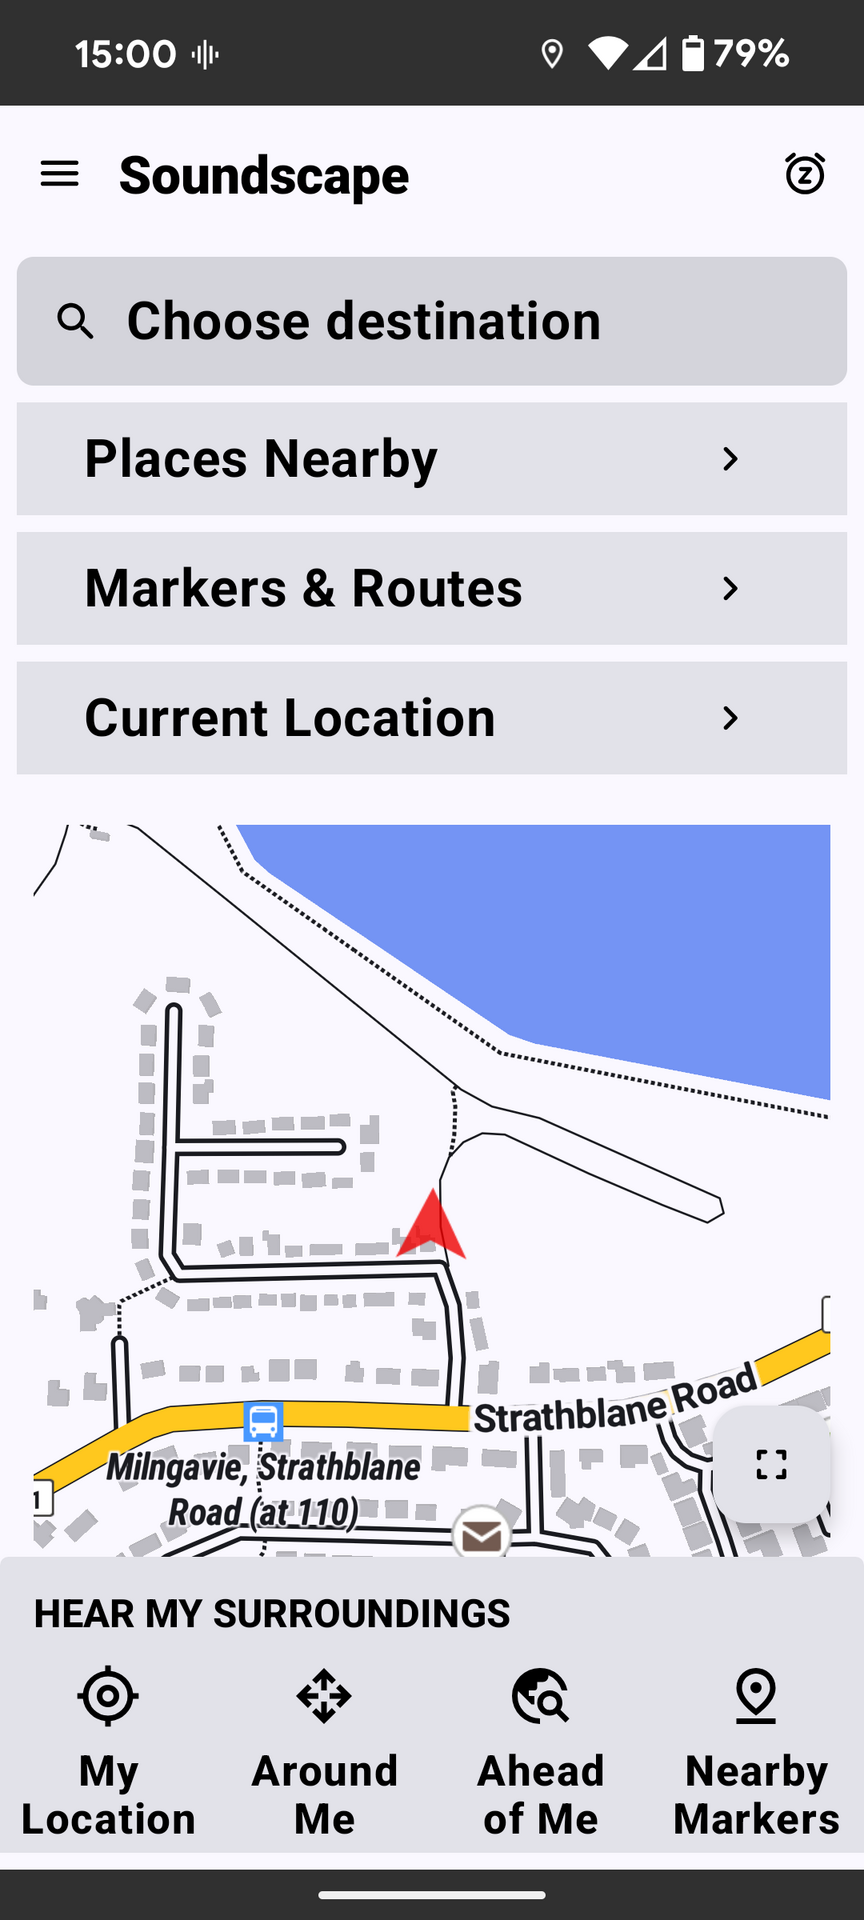 15:00
79%
Soundscape
Choose destination
Places Nearby
Markers & Routes
Current Location
Strathblane Road
1
Milngavie, Strathblane
Road (at 110)
HEAR MY SURROUNDINGS
My
Location
Around
Me
Ahead
of Me
Nearby
Markers